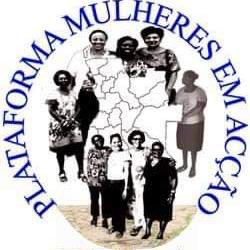 PLATAFORMA MULHERES EM ACÇÃO